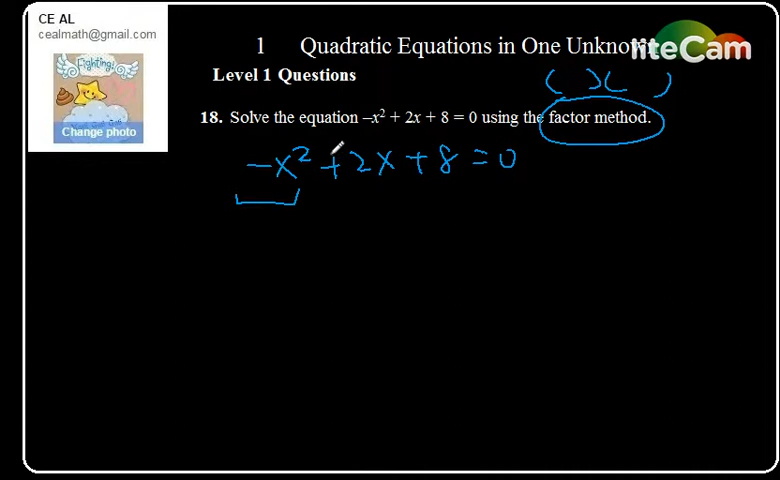 CE AL
cealmath@gmail.com
Fighting!
Change photo
1 Quadratic Equations in One Unknown
liteCam
Level 1 Questions
( )( )
18. Solve the equation –x² + 2x + 8 = 0 using the factor method.
-x² + 2x + 8 = 0